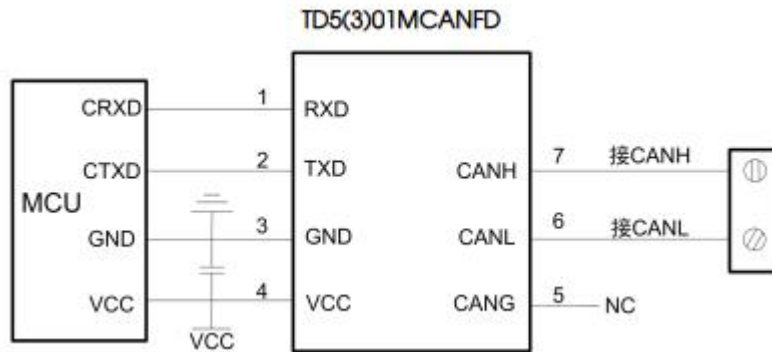 TD5(3)01MCANFD
CRXD 1 RXD
CTXD 2 TXD CANH 7 接CANH
MCU
GND 3 GND CANL 6 接CANL
VCC 4 VCC CANG 5 NC
VCC